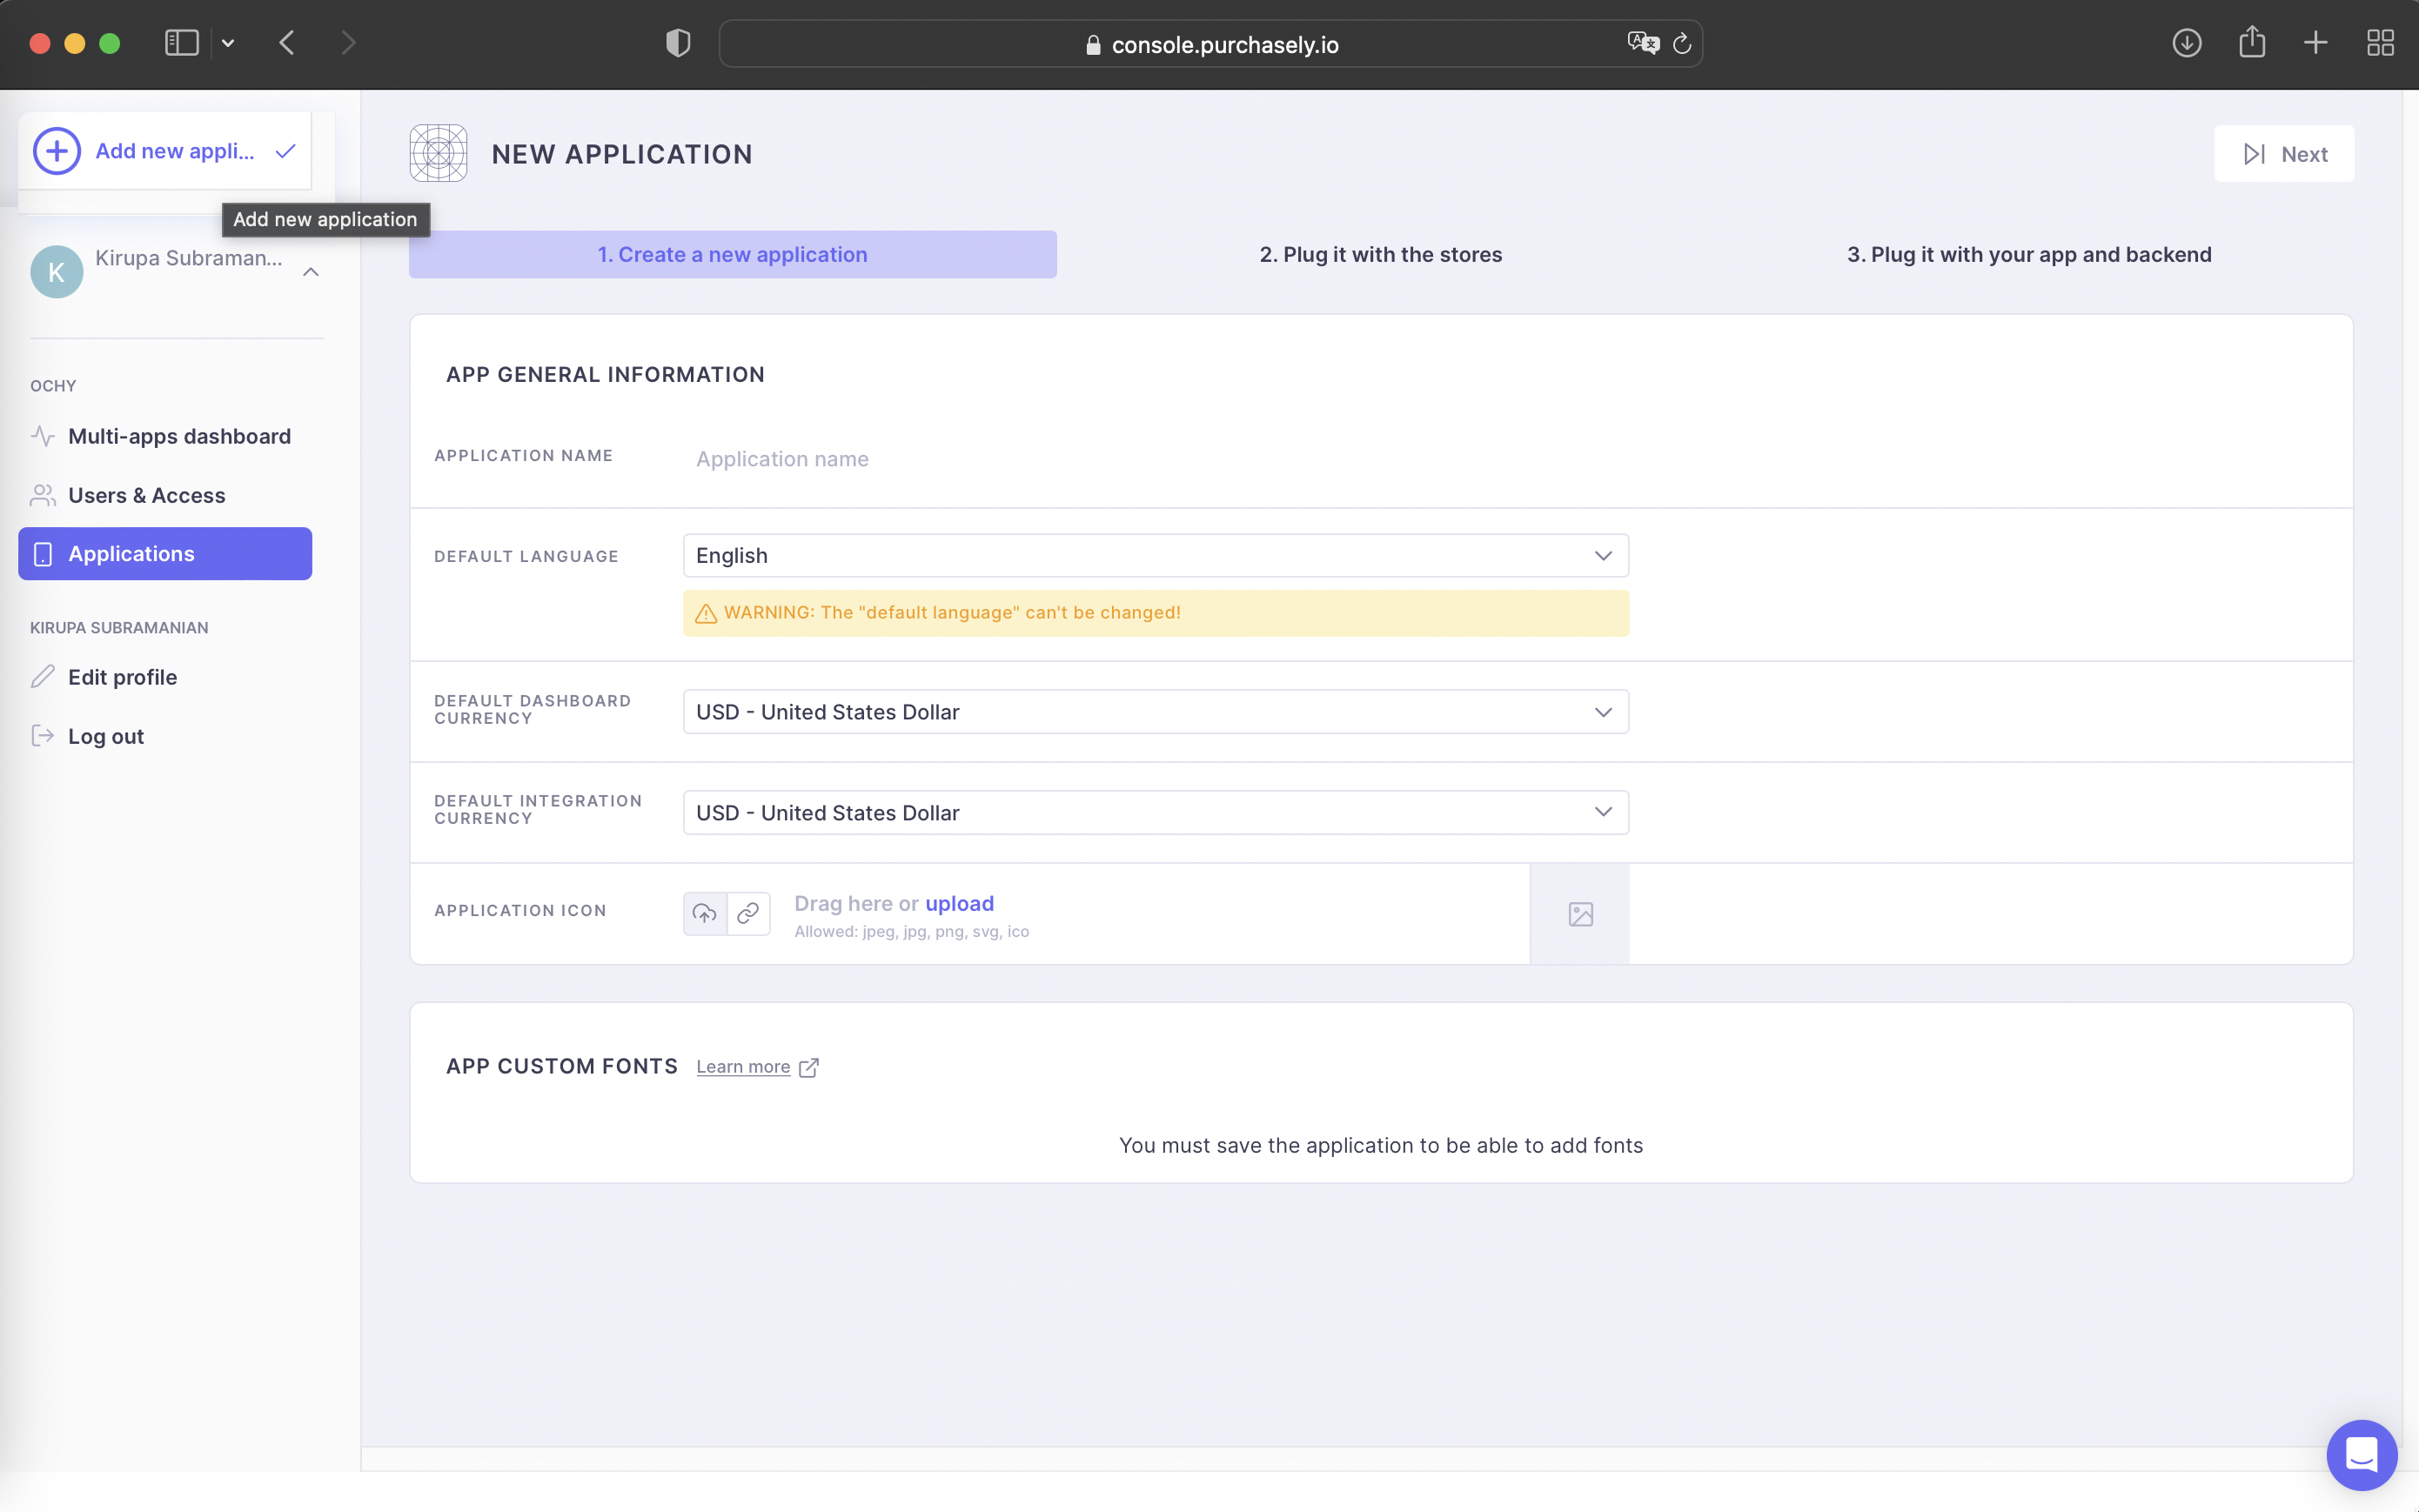 console.purchasely.io
Add new appli...
Add new application
K
Kirupa Subraman...
OCHY
Multi-apps dashboard
Users & Access
Applications
KIRUPA SUBRAMANIAN
Edit profile
Log out
NEW APPLICATION
Next
1. Create a new application
2. Plug it with the stores
3. Plug it with your app and backend
APP GENERAL INFORMATION
APPLICATION NAME
Application name
DEFAULT LANGUAGE
English
WARNING: The "default language" can't be changed!
DEFAULT DASHBOARD
CURRENCY
USD - United States Dollar
DEFAULT INTEGRATION
CURRENCY
USD - United States Dollar
APPLICATION ICON
Drag here or upload
Allowed: jpeg, jpg, png, svg, ico
APP CUSTOM FONTS
Learn more
You must save the application to be able to add fonts